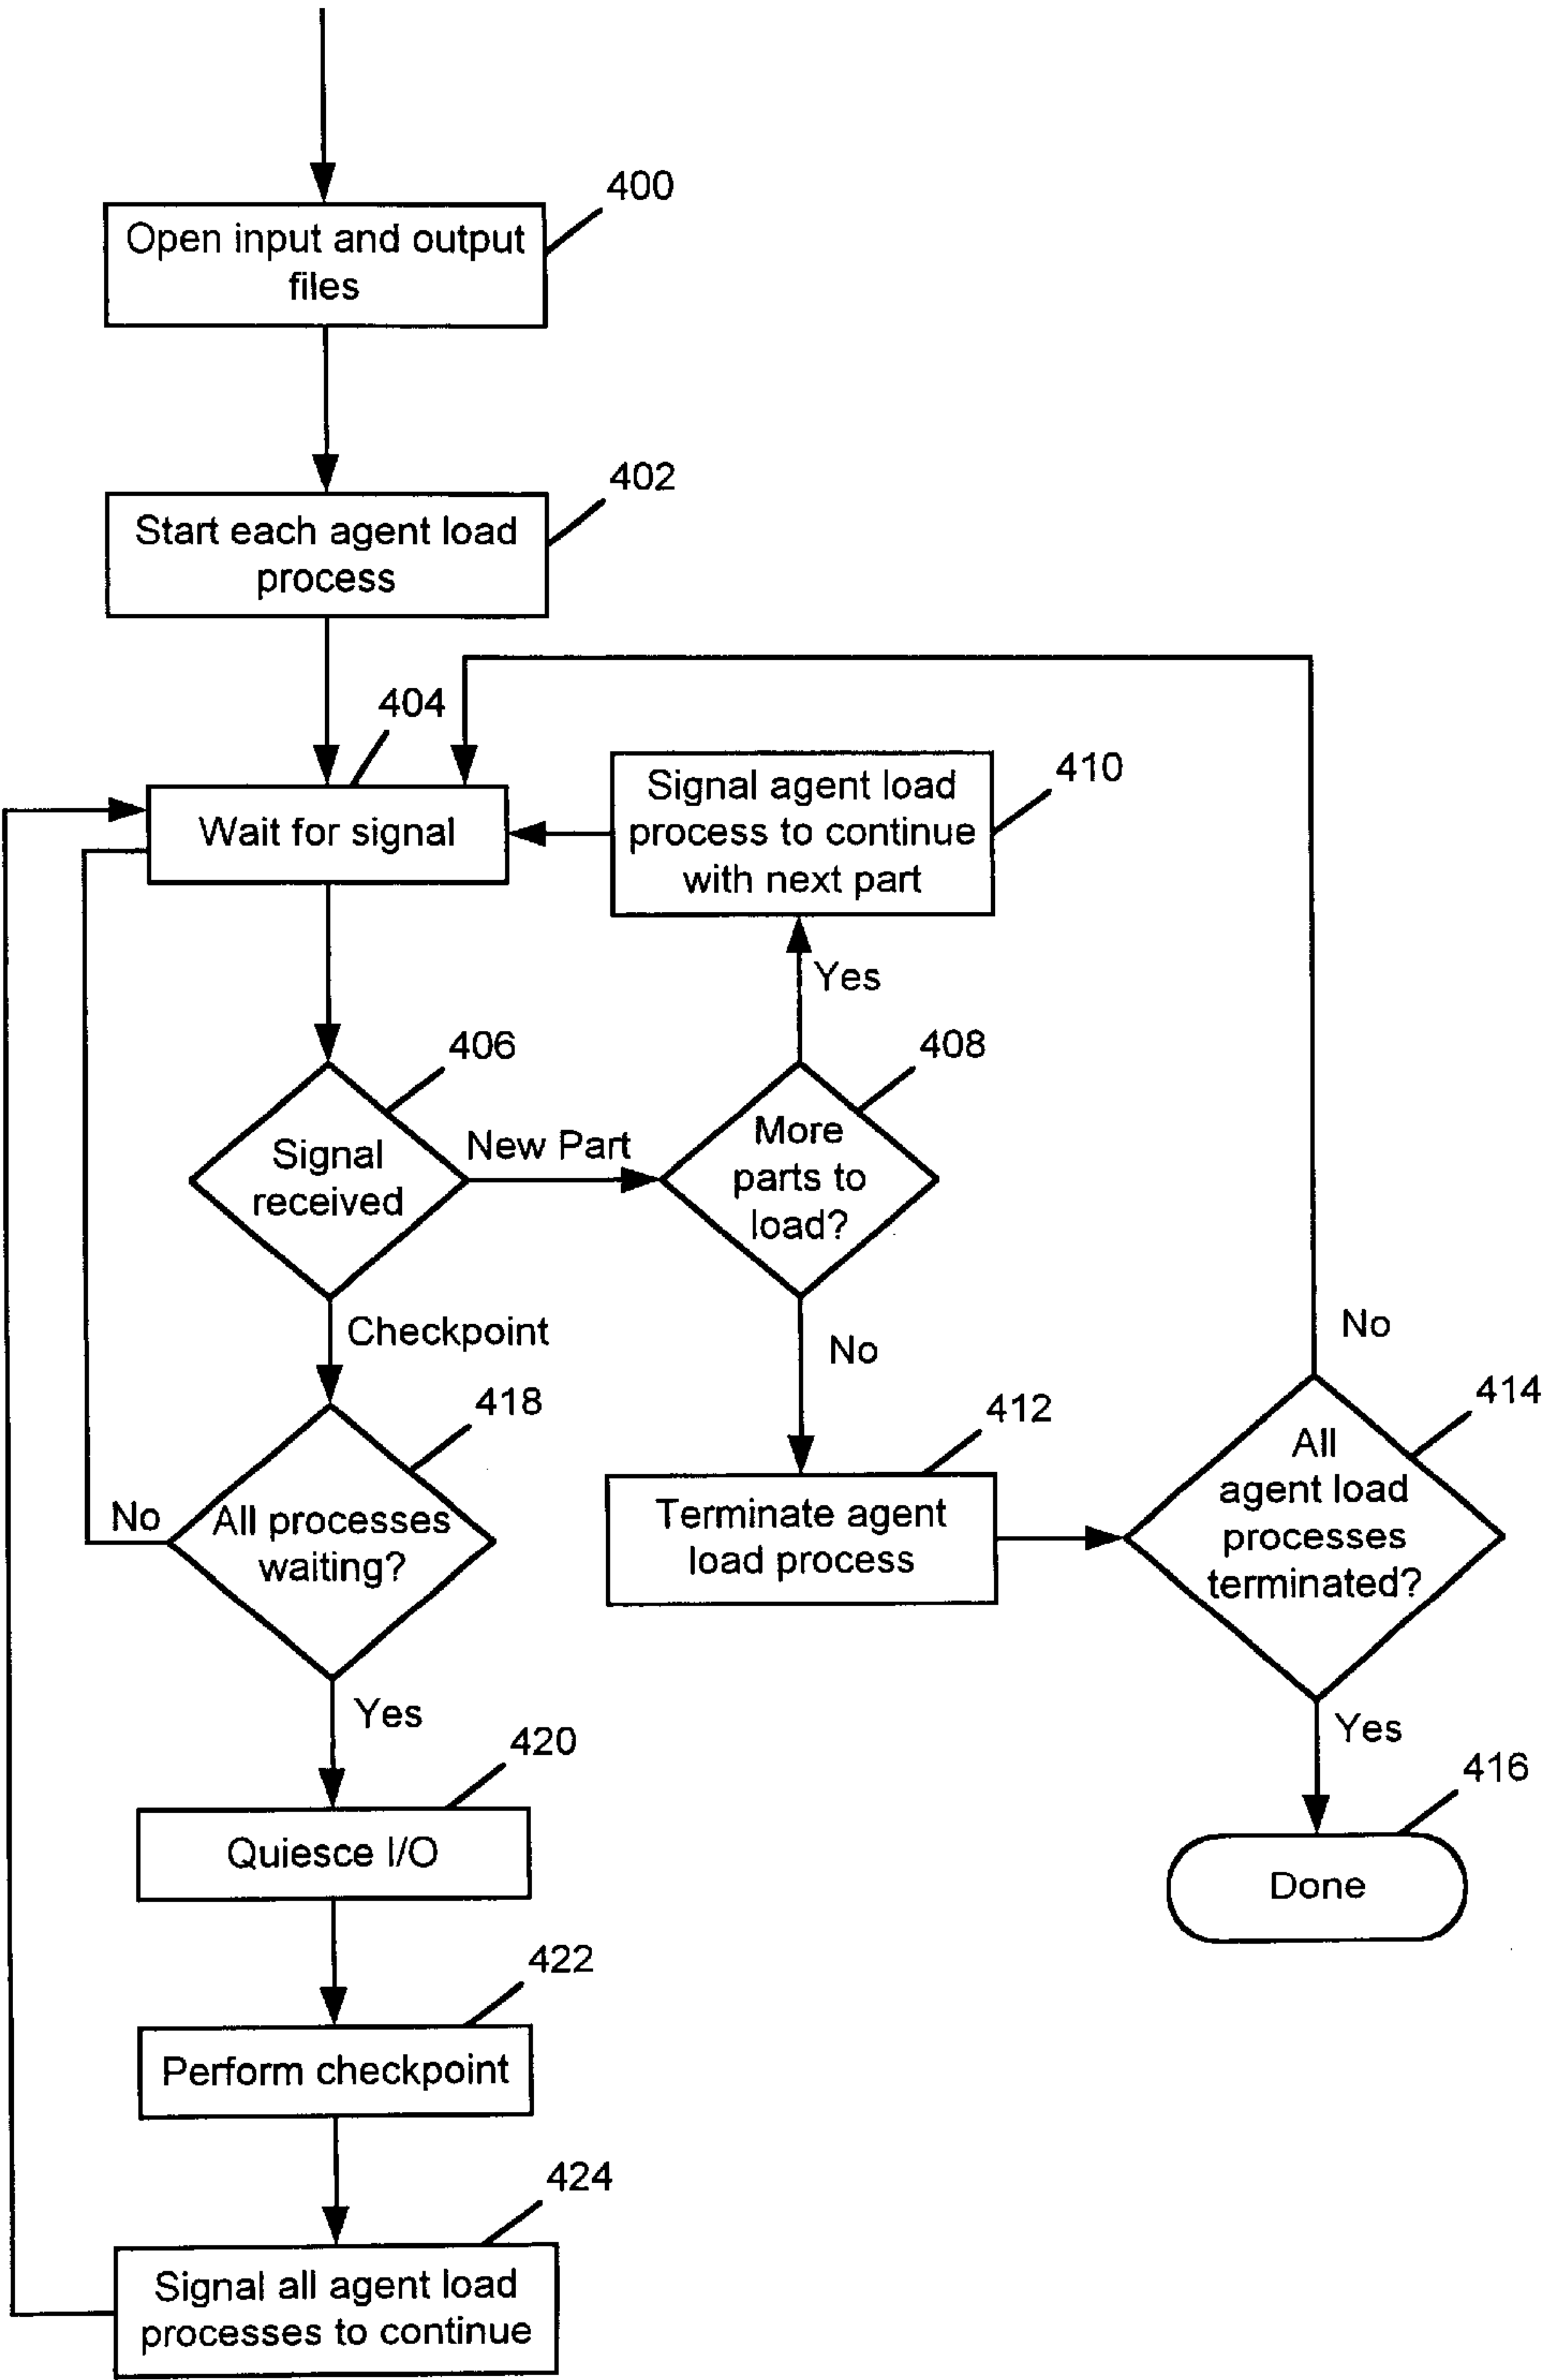 400
Open input and output
files
402
Start each agent load
process
404
Wait for signal
410
Signal agent load
process to continue
with next part
Yes
406
Signal
received
New Part
408
More
parts to
load?
Checkpoint
No
No
418
All processes
waiting?
No
412
Terminate agent
load process
414
All
agent load
processes
terminated?
Yes
420
Quiesce I/O
Yes
416
Done
422
Perform checkpoint
424
Signal all agent load
processes to continue